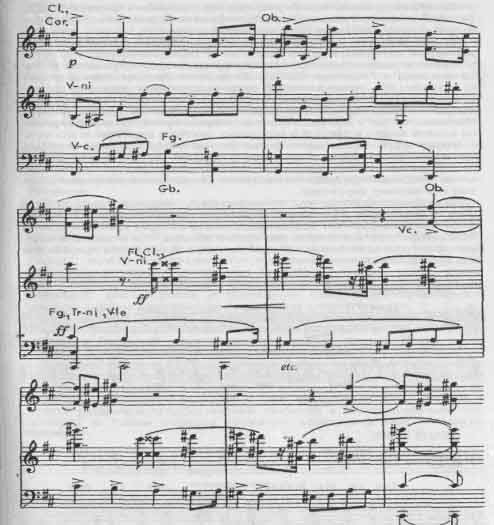 Cl., Ob.
Cor.
p
V-ni
V-c. Fg.
Gb.
Ob.
Vc.
Fl, Cl.,
V-ni
ff
Fg., Tr-ni, V-le
ff
etc.